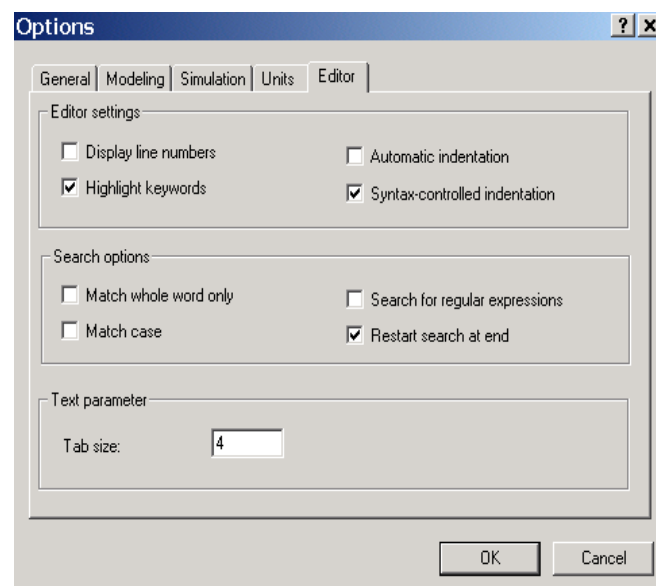 Options
General Modeling Simulation Units Editor
Editor settings
Display line numbers
Automatic indentation
Highlight keywords
Syntax-controlled indentation
Search options
Match whole word only
Search for regular expressions
Match case
Restart search at end
Text parameter
Tab size: 4
OK Cancel